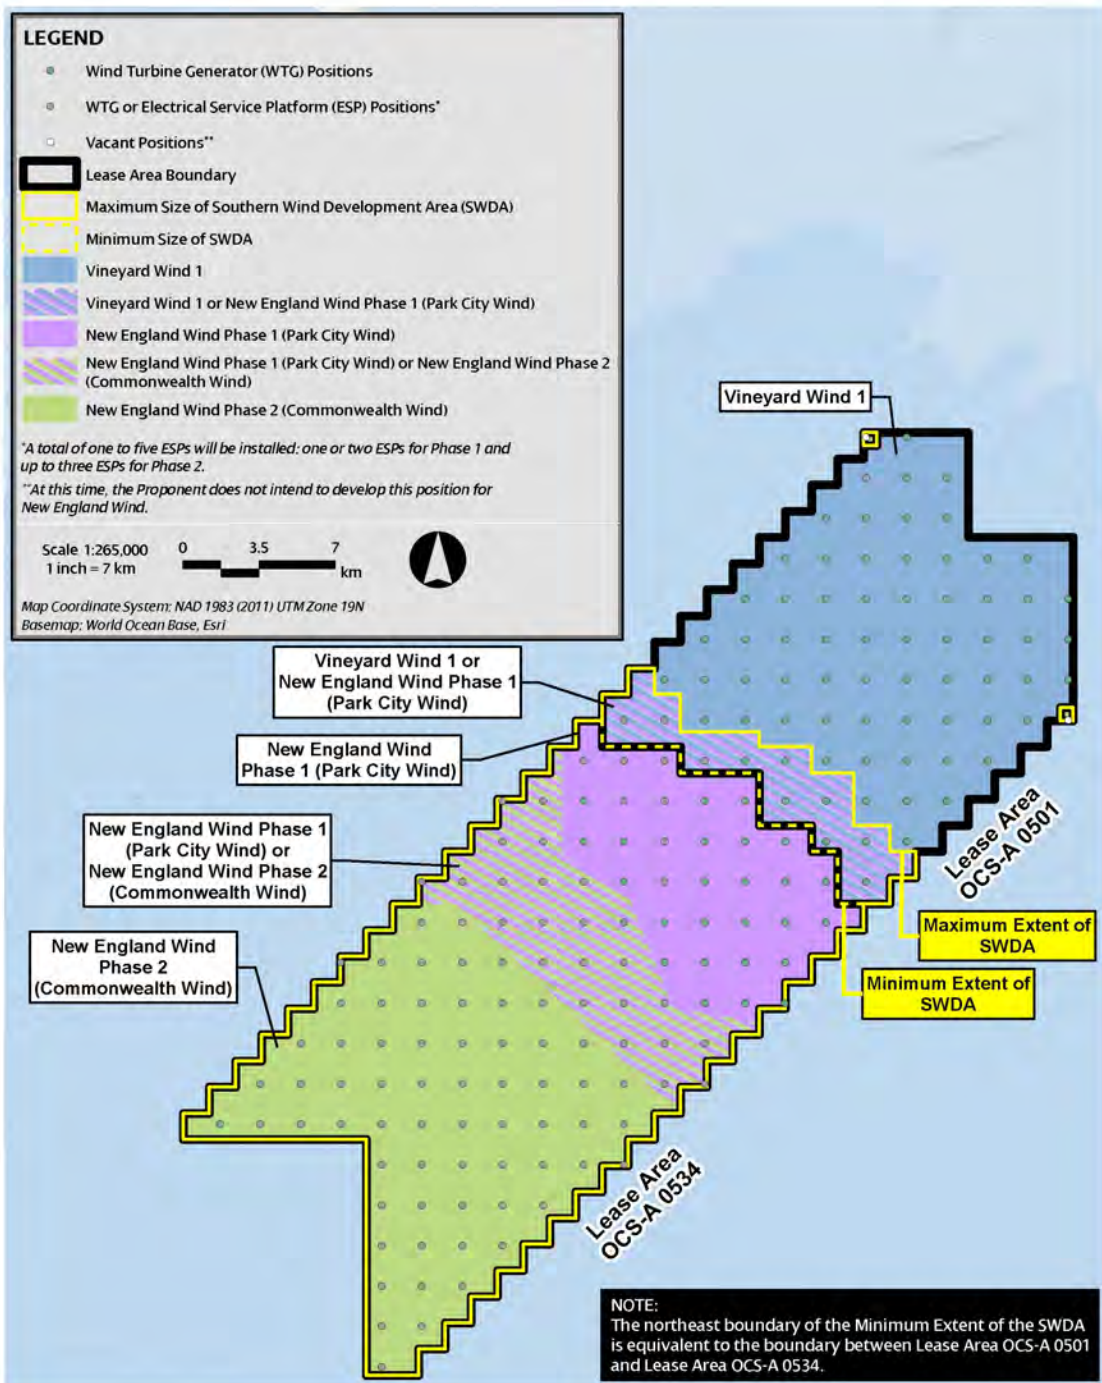 LEGEND
Wind Turbine Generator (WTG) Positions
WTG or Electrical Service Platform (ESP) Positions*
Vacant Positions**
Lease Area Boundary
Maximum Size of Southern Wind Development Area (SWDA)
Minimum Size of SWDA
Vineyard Wind 1
Vineyard Wind 1 or New England Wind Phase 1 (Park City Wind)
New England Wind Phase 1 (Park City Wind)
New England Wind Phase 1 (Park City Wind) or New England Wind Phase 2
(Commonwealth Wind)
New England Wind Phase 2 (Commonwealth Wind)
*A total of one to five ESPs will be installed: one or two ESPs for Phase 1 and
up to three ESPs for Phase 2.
**At this time, the Proponent does not intend to develop this position for
New England Wind.
Scale 1:265,000
1 inch = 7 km
0 3.5 7
km
Map Coordinate System: NAD 1983 (2011) UTM Zone 19N
Basemap: World Ocean Base, Esri
Vineyard Wind 1
Vineyard Wind 1 or
New England Wind Phase 1
(Park City Wind)
New England Wind
Phase 1 (Park City Wind)
New England Wind Phase 1
(Park City Wind) or
New England Wind Phase 2
(Commonwealth Wind)
New England Wind
Phase 2
(Commonwealth Wind)
Lease Area
OCS-A 0501
Maximum Extent of
SWDA
Minimum Extent of
SWDA
Lease Area
OCS-A 0534
NOTE:
The northeast boundary of the Minimum Extent of the SWDA
is equivalent to the boundary between Lease Area OCS-A 0501
and Lease Area OCS-A 0534.